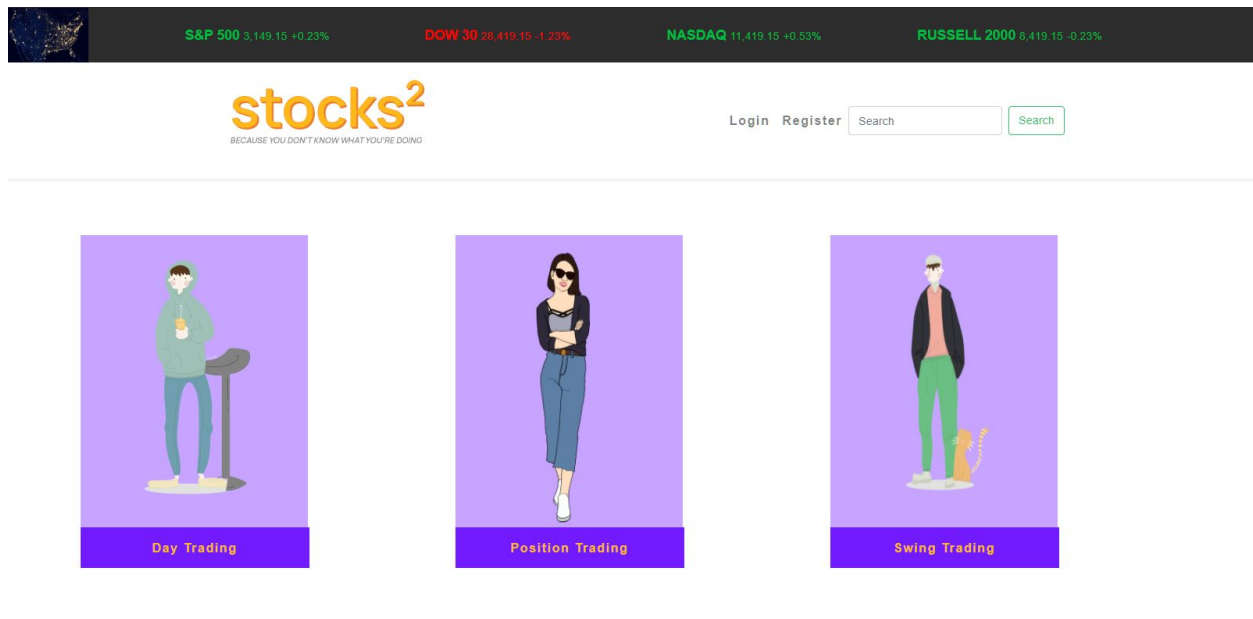 S&P 500 3,149.15 +0.23% DOW 30 28,419.15 -1.23% NASDAQ 11,419.15 +0.53% RUSSELL 2000 8,419.15 -0.23%
stocks²
BECAUSE YOU DON'T KNOW WHAT YOU'RE DOING
Login Register Search Search
Day Trading Position Trading Swing Trading